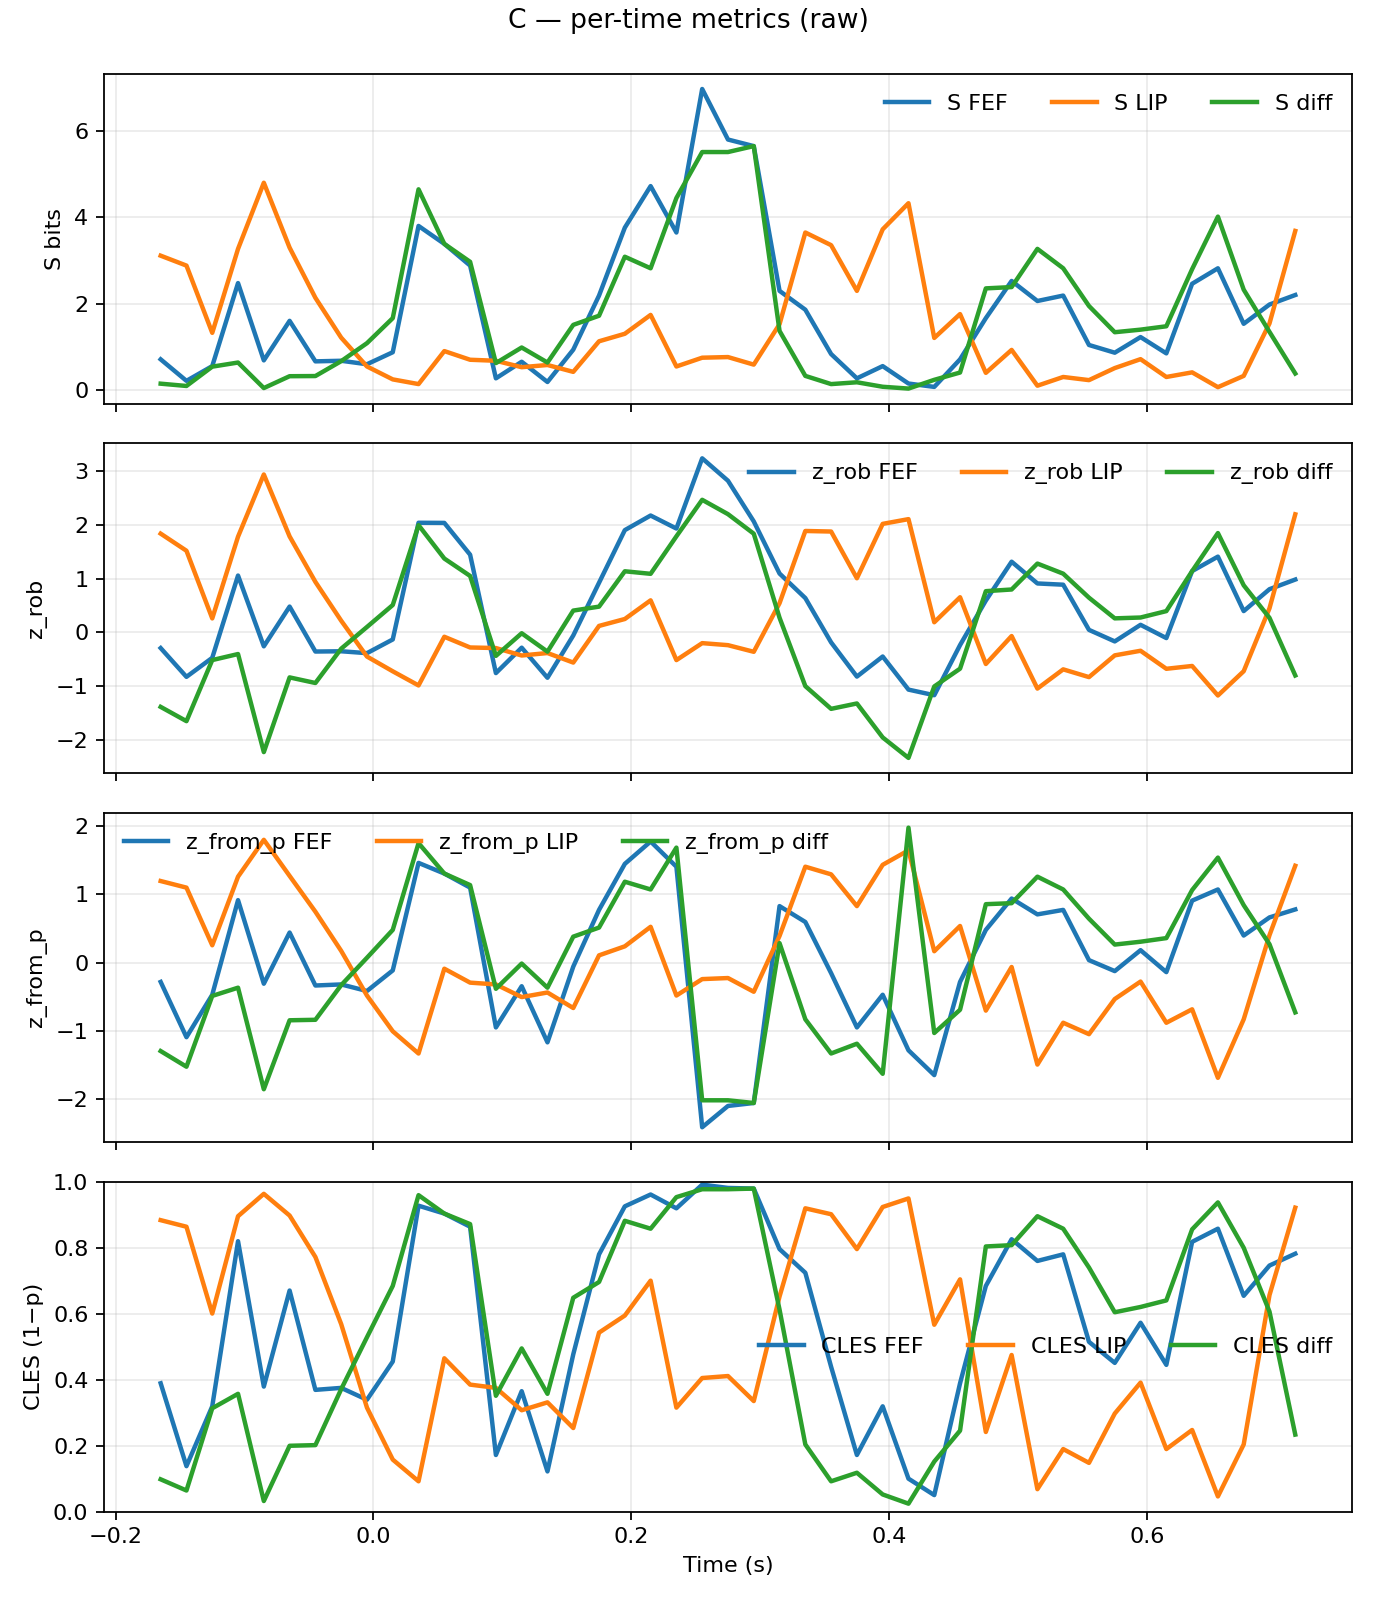 C — per-time metrics (raw)
S FEF S LIP S diff
6
4
2
0
S bits
z_rob FEF z_rob LIP z_rob diff
3
2
1
0
−1
−2
z_rob
z_from_p FEF z_from_p LIP z_from_p diff
2
1
0
−1
−2
z_from_p
1.0
0.8
0.6
0.4
0.2
0.0
CLES (1−p)
CLES FEF CLES LIP CLES diff
−0.2 0.0 0.2 0.4 0.6
Time (s)